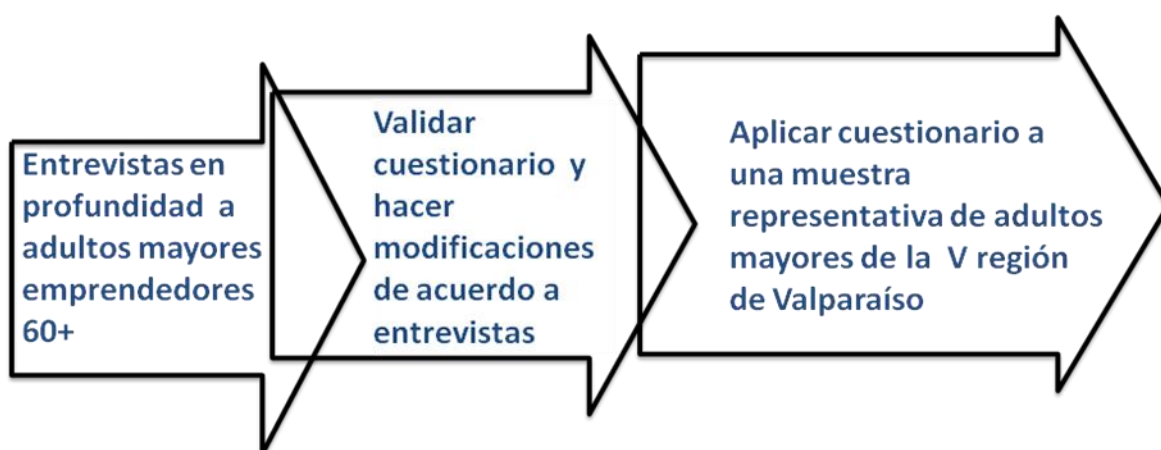 Entrevistas en
profundidad a
adultos mayores
emprendedores
60+
Validar
cuestionario y
hacer
modificaciones
de acuerdo a
entrevistas
Aplicar cuestionario a
una muestra
representativa de adultos
mayores de la V región
de Valparaíso